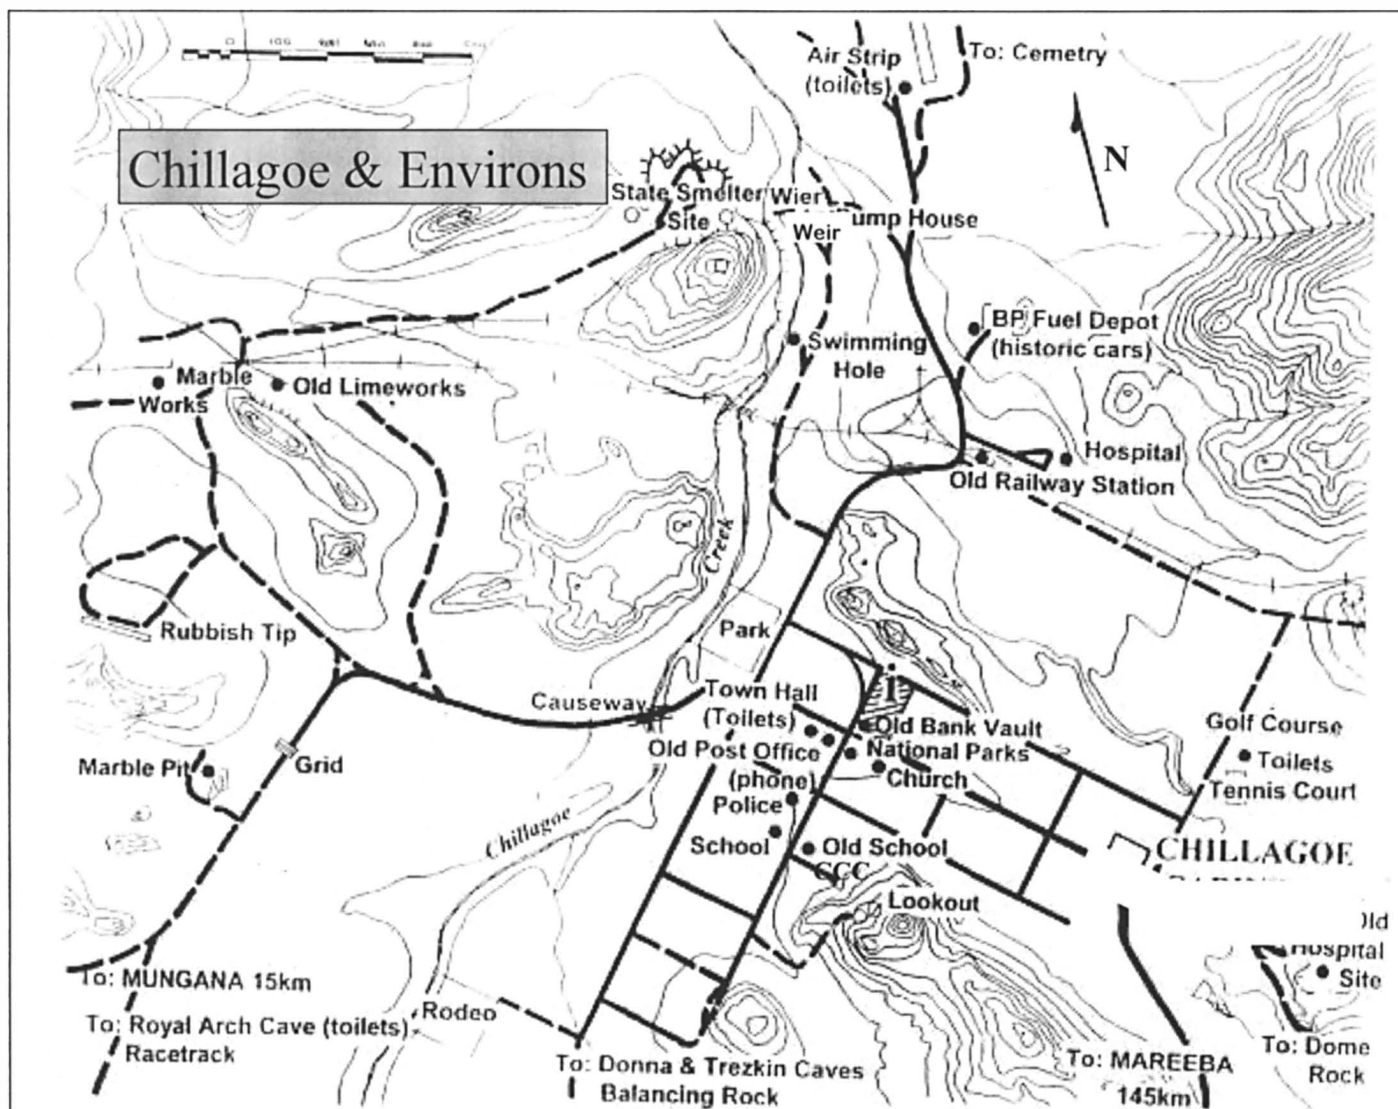 Air Strip
(toilets)
To: Cemetry
Chillagoe & Environs
N
State Smelter
Site
Wier
Weir
ump House
BP Fuel Depot
(historic cars)
Swimming
Hole
Marble
Works
Old Limeworks
Hospital
Old Railway Station
Creek
Rubbish Tip
Park
Causeway
Town Hall
(Toilets)
i
Old Bank Vault
Old Post Office
(phone)
National Parks
Church
Golf Course
Toilets
Tennis Court
Marble Pit
Grid
Police
School
Old School
CCC
Chillagoe
CHILLAGOE
Lookout
Old
Hospital
Site
To: MUNGANA 15km
To: Royal Arch Cave (toilets)
Racetrack
Rodeo
To: Donna & Trezkin Caves
Balancing Rock
To: MAREEBA
145km
To: Dome
Rock